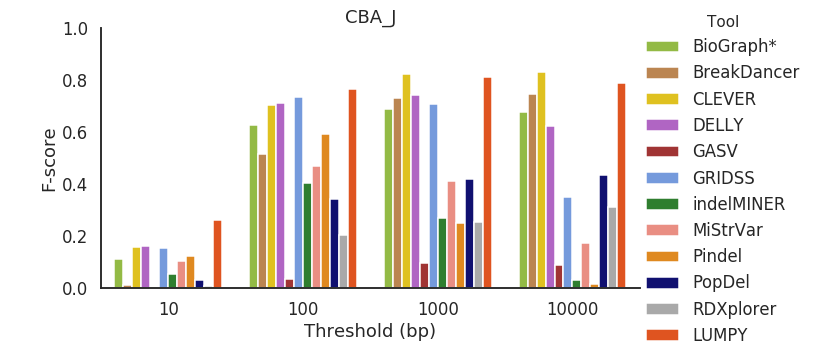 CBA_J
Tool
1.0
0.8
0.6
0.4
0.2
0.0
F-score
10
100
1000
10000
Threshold (bp)
BioGraph*
BreakDancer
CLEVER
DELLY
GASV
GRIDSS
indelMINER
MiStrVar
Pindel
PopDel
RDXplorer
LUMPY